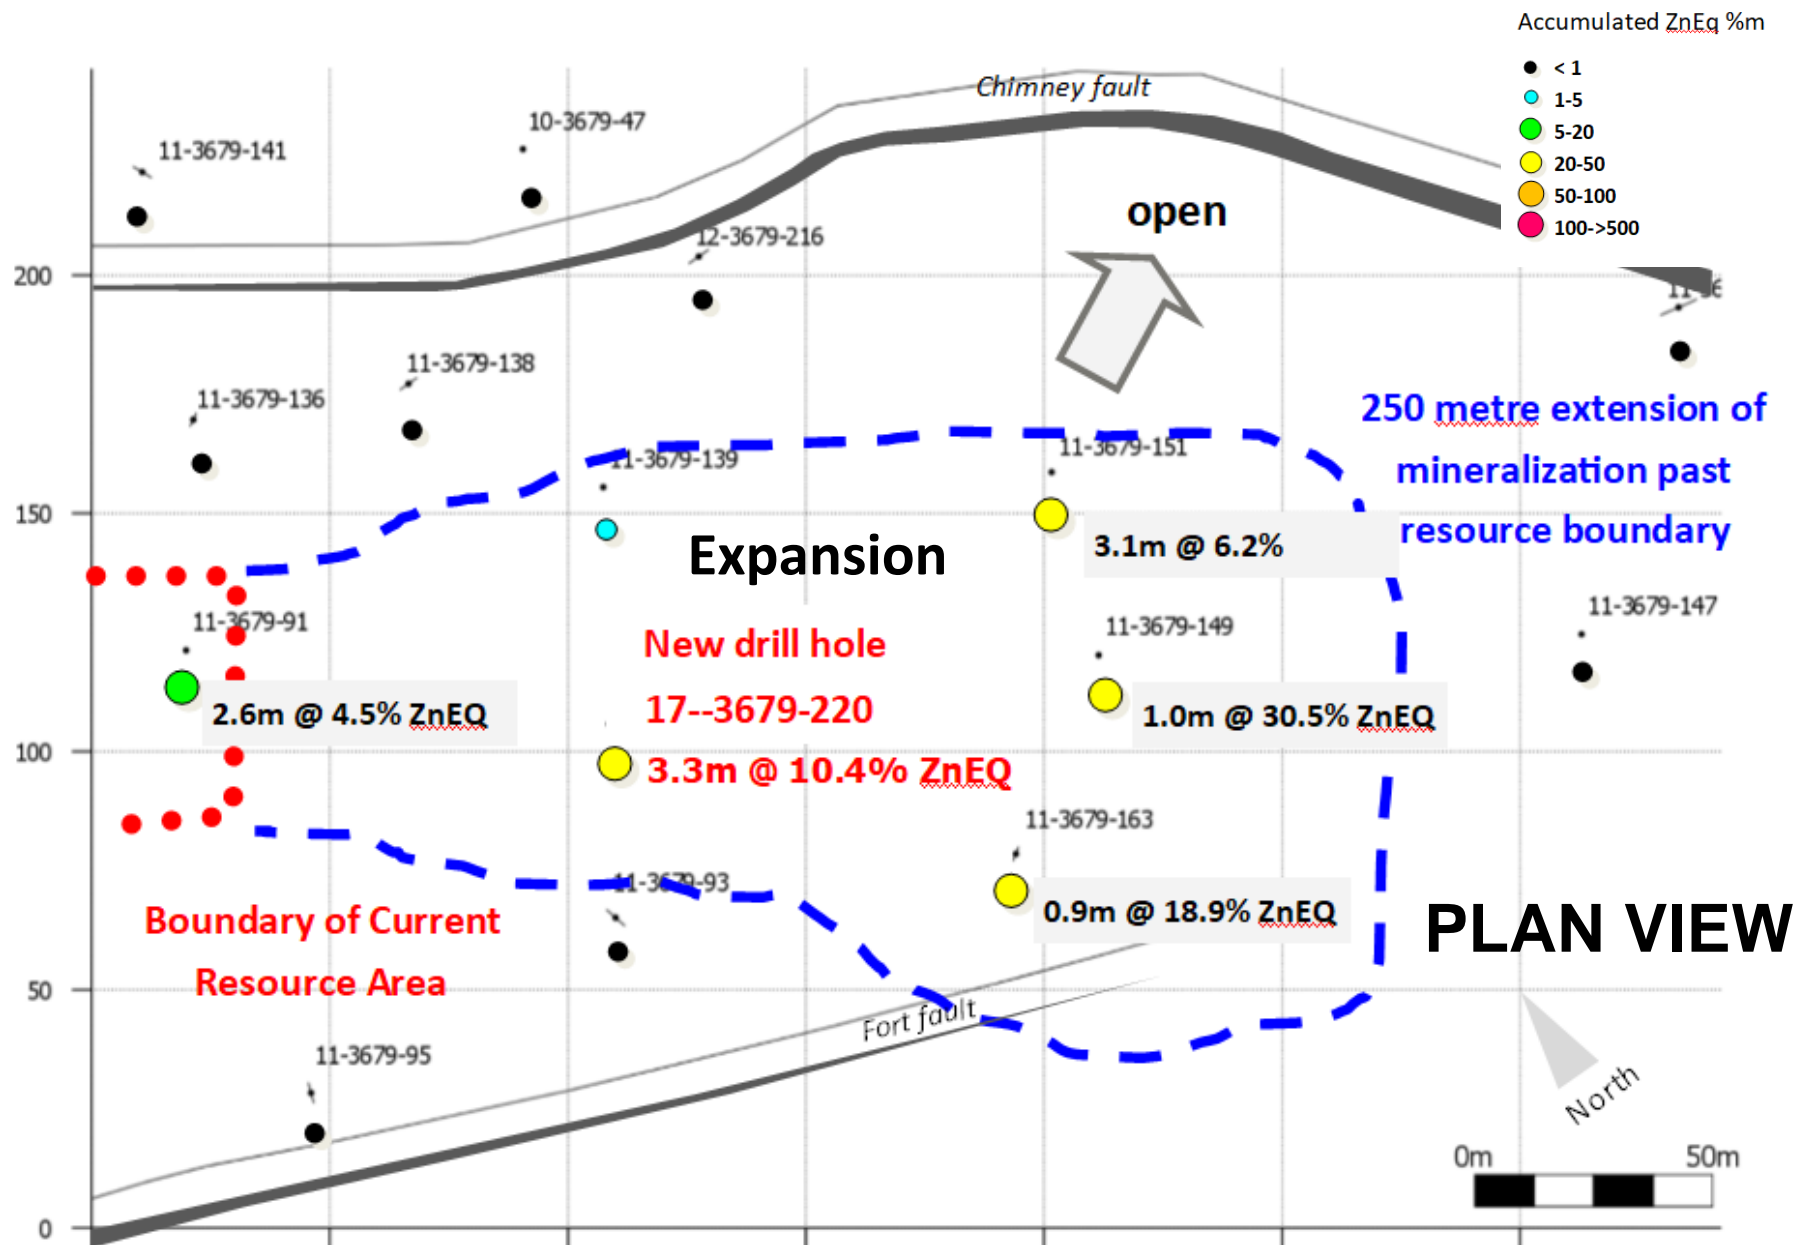 Accumulated ZnEq %m
< 1
1-5
5-20
20-50
50-100
100->500
Chimney fault
10-3679-47
11-3679-141
open
12-3679-216
200
11-3679-138
11-3679-136
250 metre extension of
mineralization past
resource boundary
11-3679-139
11-3679-151
150
Expansion
3.1m @ 6.2%
11-3679-91
11-3679-149
11-3679-147
New drill hole
17--3679-220
2.6m @ 4.5% ZnEQ
1.0m @ 30.5% ZnEQ
100
3.3m @ 10.4% ZnEQ
11-3679-163
11-3679-93
0.9m @ 18.9% ZnEQ
Boundary of Current
Resource Area
PLAN VIEW
50
Fort fault
11-3679-95
North
0m 50m
0